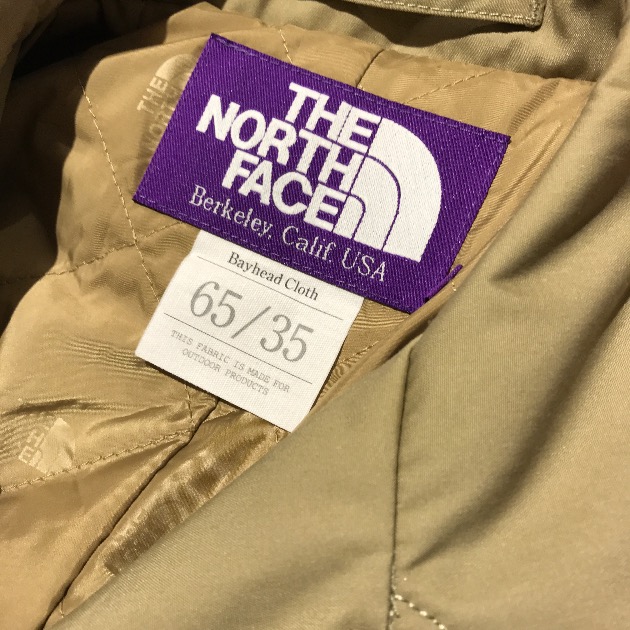 THE
NORTH
FACE
Berkeley, Calif. USA
Bayhead Cloth
65/35
THIS FABRIC IS MADE FOR
OUTDOOR PRODUCTS